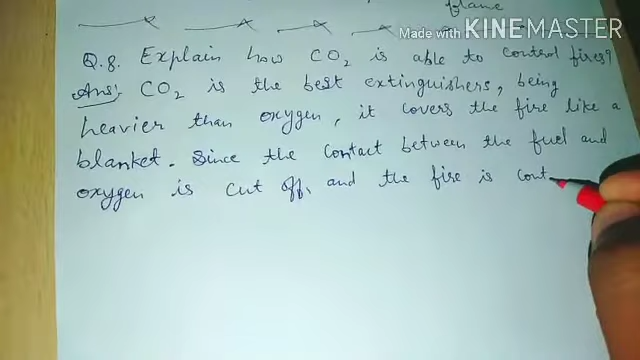 flame
Made with KINEMASTER
Q.8. Explain how CO2 is able to control fires?
Ans:, CO2 is the best extinguishers, being
heavier than oxygen, it covers the fire like a
blanket. Since the contact between the fuel and
oxygen is cut off, and the fire is cont